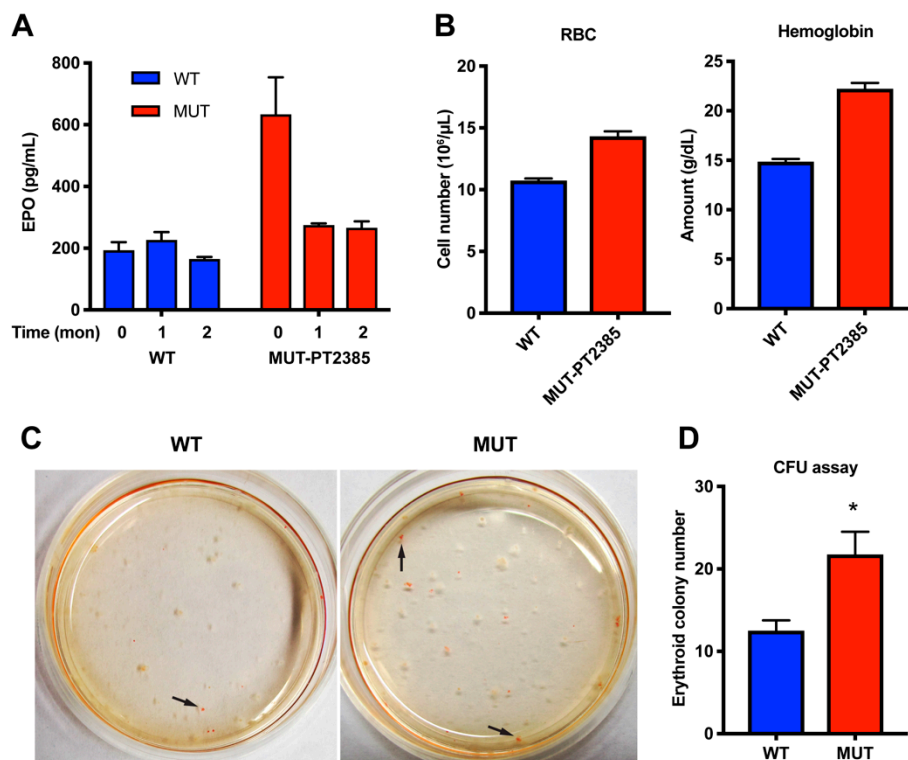 A
EPO (pg/mL)
800
600
400
200
0
WT
MUT
Time (mon) 0 1 2 0 1 2
WT MUT-PT2385
B
RBC
Cell number (10⁶/µL)
20
15
10
5
0
WT MUT-PT2385
Hemoglobin
Amount (g/dL)
25
20
15
10
5
0
WT MUT-PT2385
C
WT MUT
D
CFU assay
Erythroid colony number
30
20
10
0
*
WT MUT